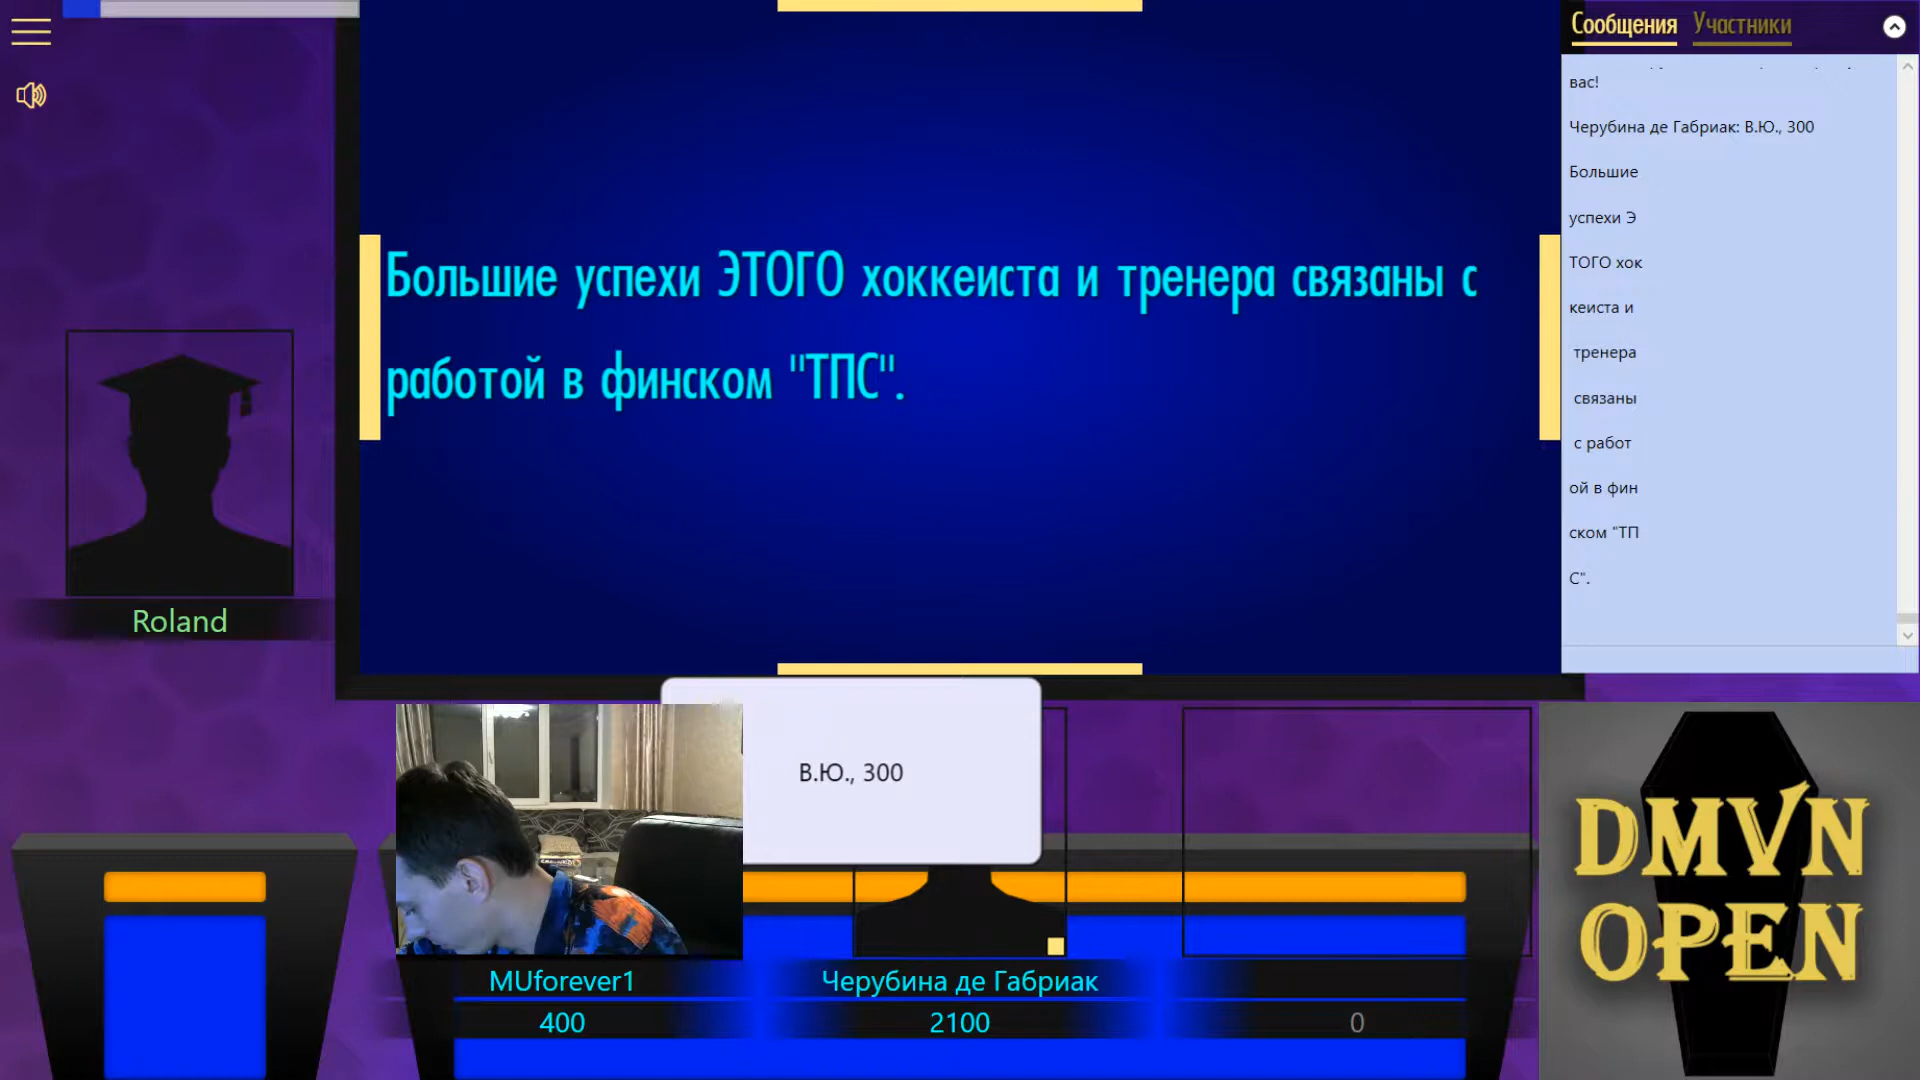 Сообщения Участники
вас!
Черубина де Габриак: В.Ю., 300
Большие
успехи Э
ТОГО хок
кеиста и
тренера
связаны
с работ
ой в фин
ском "ТП
С".
Большие успехи ЭТОГО хоккеиста и тренера связаны с
работой в финском "ТПС".
Roland
В.Ю., 300
MUforever1
400
Черубина де Габриак
2100
0
DMVN
OPEN